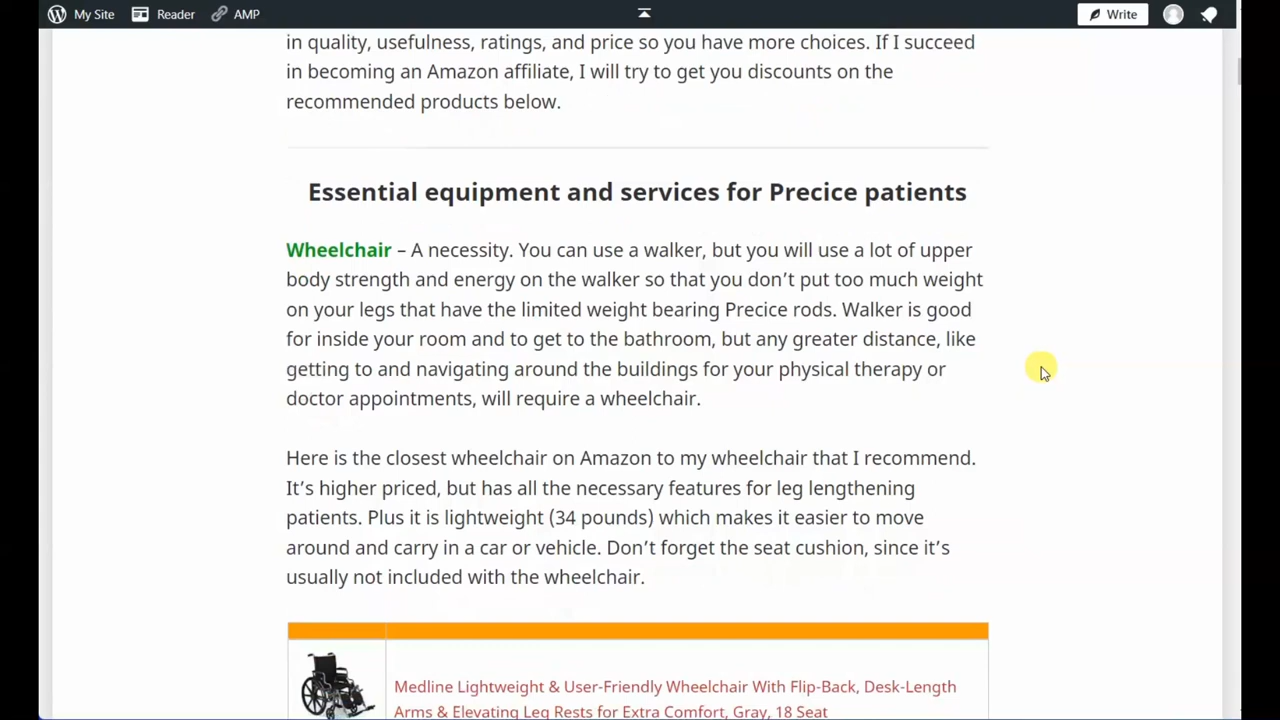 My Site Reader AMP Write
in quality, usefulness, ratings, and price so you have more choices. If I succeed
in becoming an Amazon affiliate, I will try to get you discounts on the
recommended products below.
Essential equipment and services for Precice patients
Wheelchair – A necessity. You can use a walker, but you will use a lot of upper
body strength and energy on the walker so that you don’t put too much weight
on your legs that have the limited weight bearing Precice rods. Walker is good
for inside your room and to get to the bathroom, but any greater distance, like
getting to and navigating around the buildings for your physical therapy or
doctor appointments, will require a wheelchair.
Here is the closest wheelchair on Amazon to my wheelchair that I recommend.
It’s higher priced, but has all the necessary features for leg lengthening
patients. Plus it is lightweight (34 pounds) which makes it easier to move
around and carry in a car or vehicle. Don’t forget the seat cushion, since it’s
usually not included with the wheelchair.
Medline Lightweight & User-Friendly Wheelchair With Flip-Back, Desk-Length
Arms & Elevating Leg Rests for Extra Comfort, Gray, 18 Seat